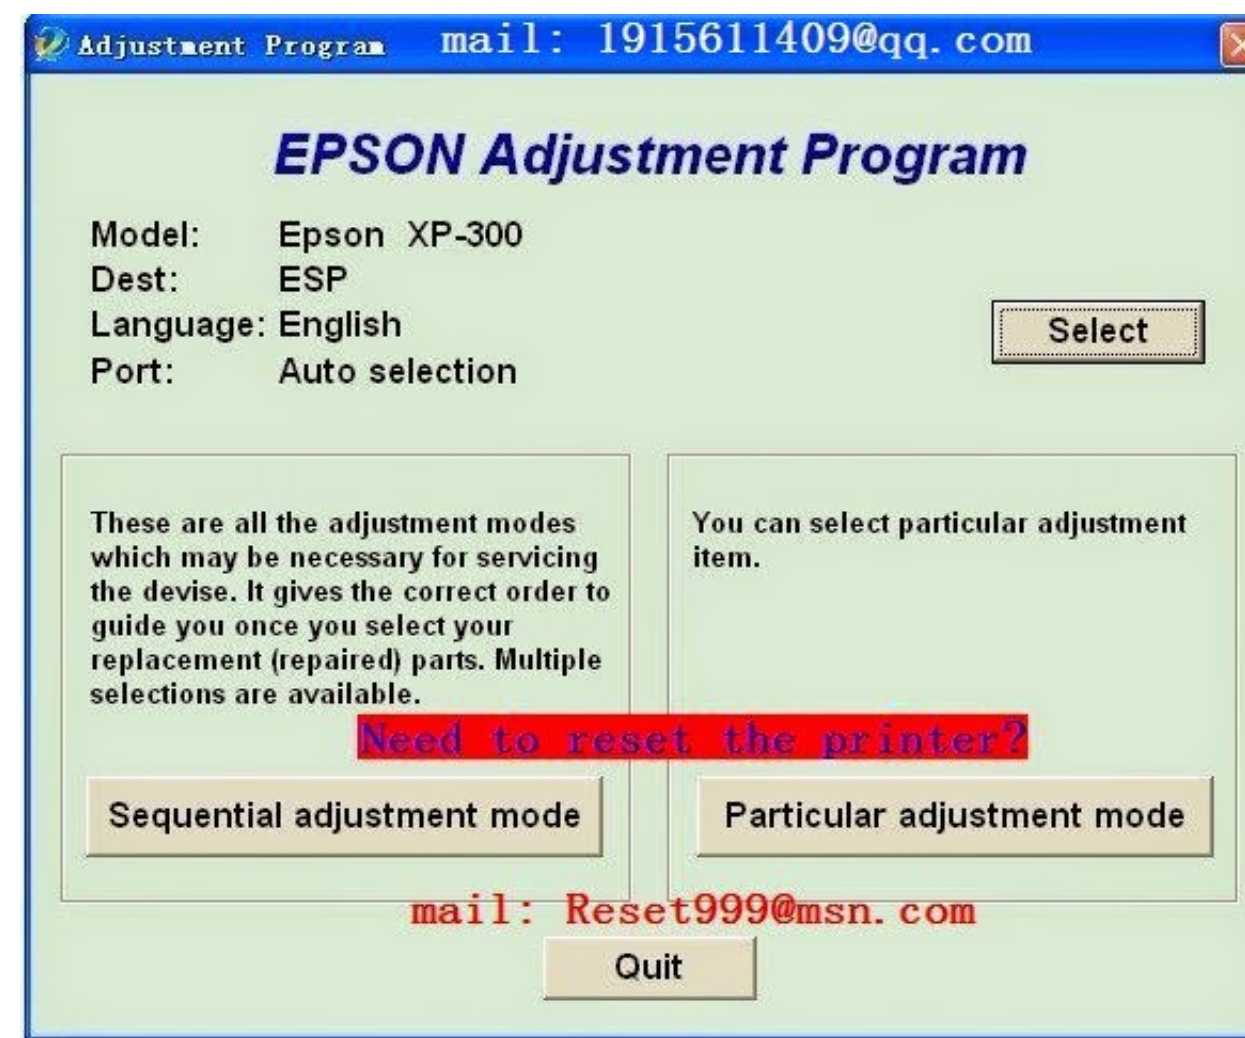 Adjustment Program mail: 1915611409@qq.com
EPSON Adjustment Program
Model: Epson XP-300
Dest: ESP
Language: English
Port: Auto selection
Select
These are all the adjustment modes
which may be necessary for servicing
the devise. It gives the correct order to
guide you once you select your
replacement (repaired) parts. Multiple
selections are available.
You can select particular adjustment
item.
Need to reset the printer?
Sequential adjustment mode
Particular adjustment mode
mail: Reset999@msn.com
Quit